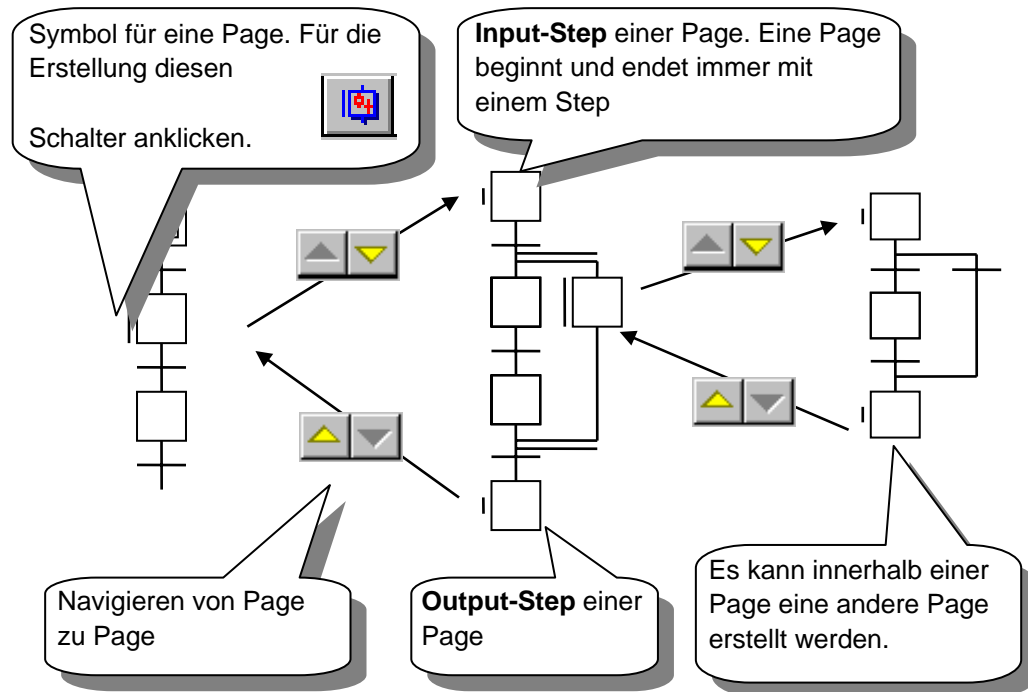 Symbol für eine Page. Für die
Erstellung diesen
Schalter anklicken.
Input-Step einer Page. Eine Page
beginnt und endet immer mit
einem Step
Navigieren von Page
zu Page
Output-Step einer
Page
Es kann innerhalb einer
Page eine andere Page
erstellt werden.